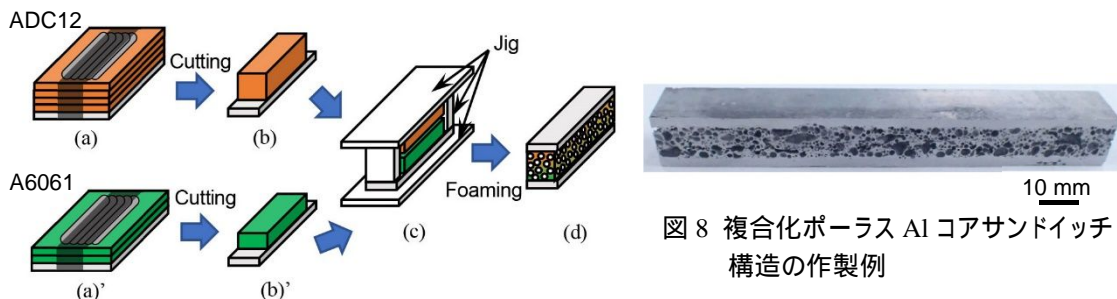 ADC12
Cutting
(a)
(b)
Jig
A6061
Cutting
(a)’
(b)’
(c)
Foaming
(d)
10 mm
図 8 複合化ポーラス Al コアサンドイッチ
構造の作製例